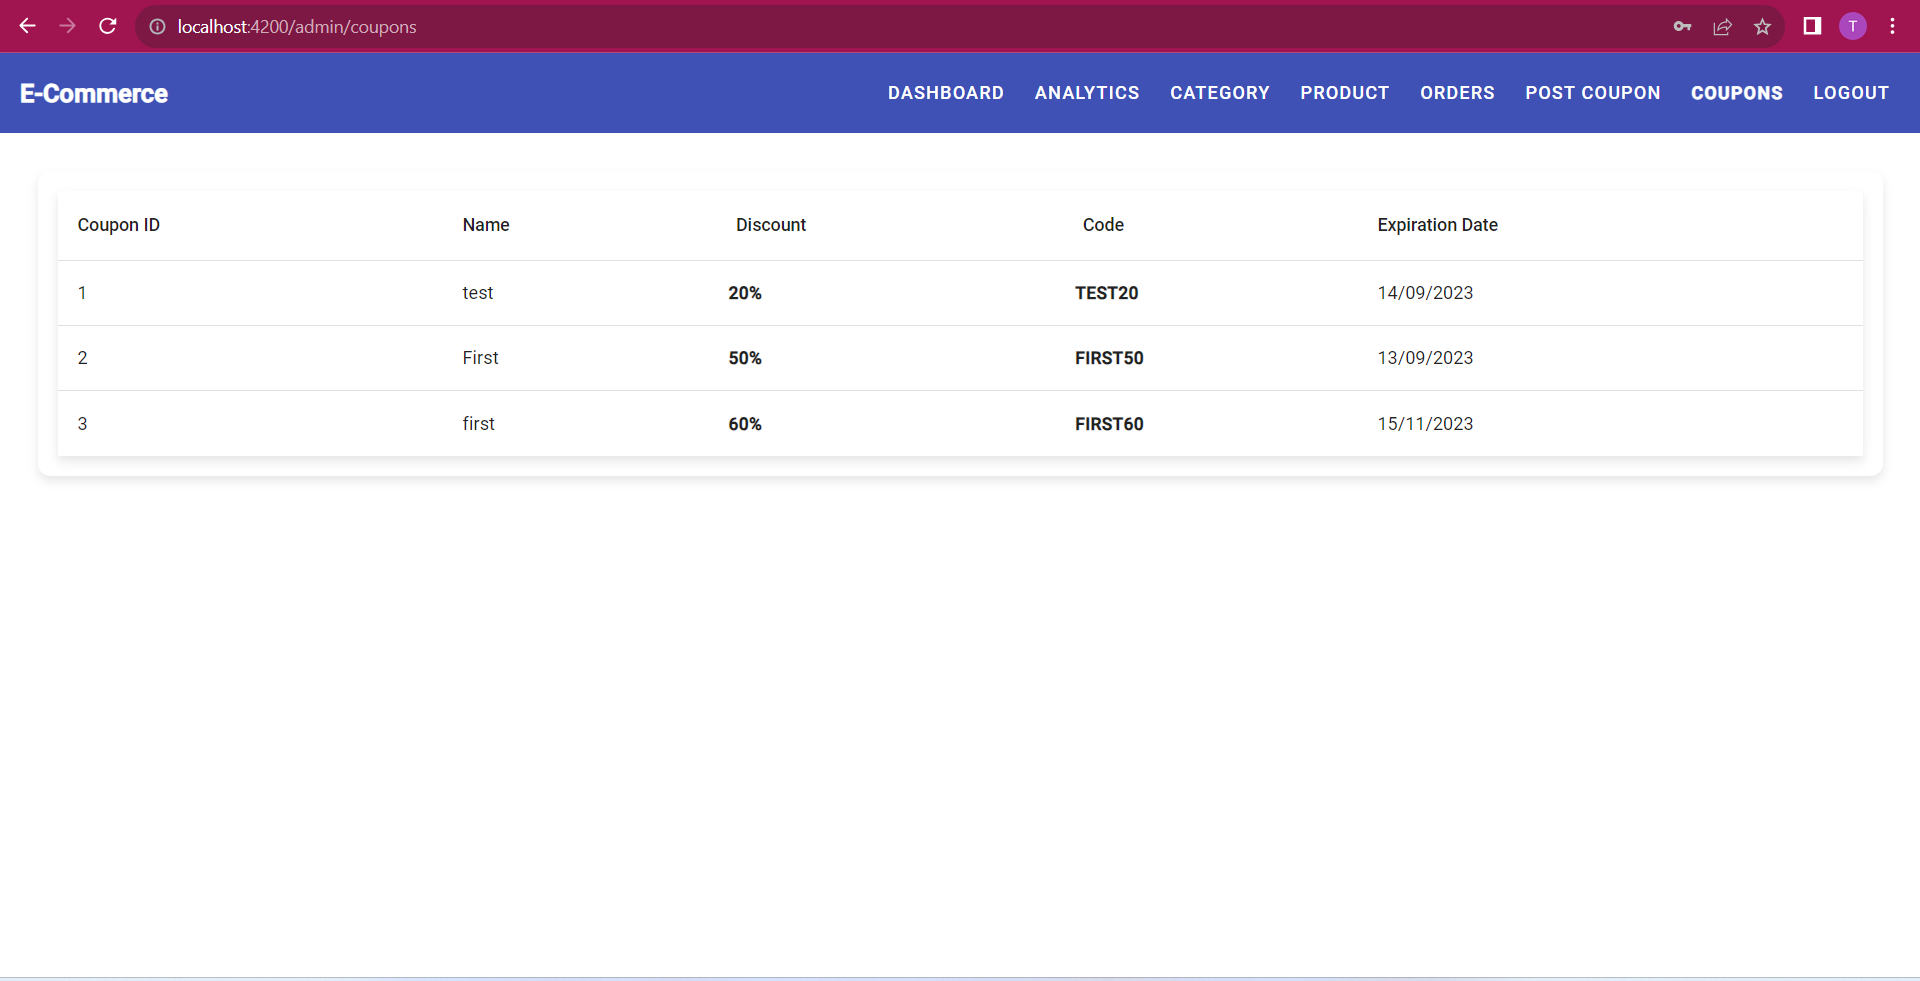 localhost:4200/admin/coupons
T
E-Commerce DASHBOARD ANALYTICS CATEGORY PRODUCT ORDERS POST COUPON COUPONS LOGOUT
Coupon ID Name Discount Code Expiration Date
1 test 20% TEST20 14/09/2023
2 First 50% FIRST50 13/09/2023
3 first 60% FIRST60 15/11/2023